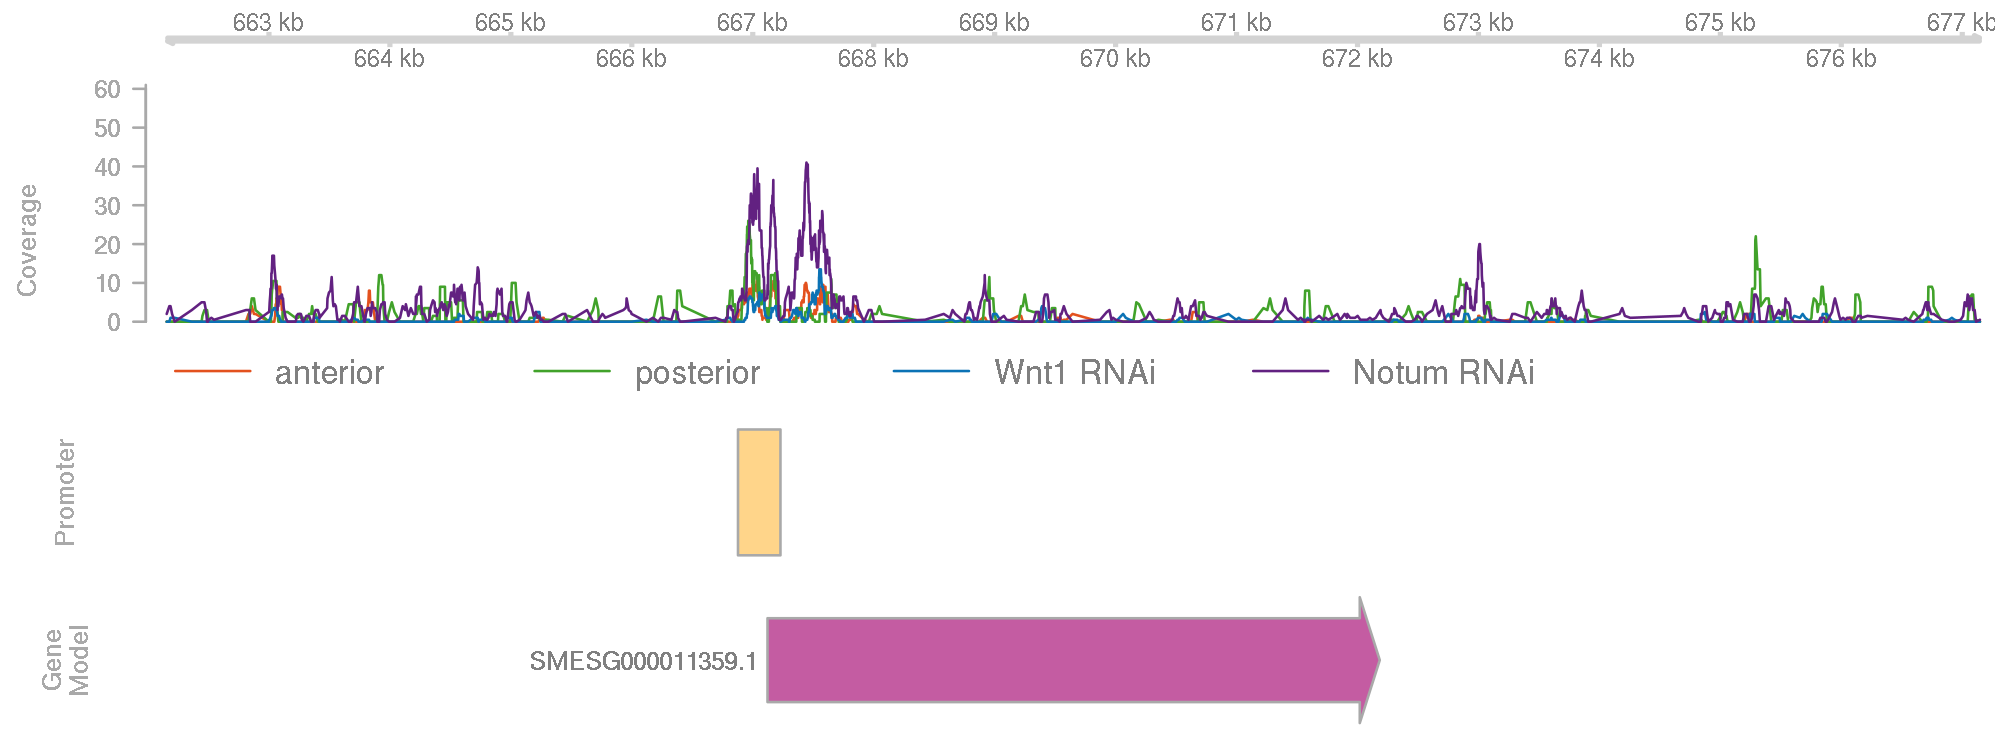 663 kb 665 kb 667 kb 669 kb 671 kb 673 kb 675 kb 677 kb
664 kb 666 kb 668 kb 670 kb 672 kb 674 kb 676 kb
60
50
40
30
20
10
0
Coverage
anterior posterior Wnt1 RNAi Notum RNAi
Promoter
SMESG000011359.1
Gene
Model